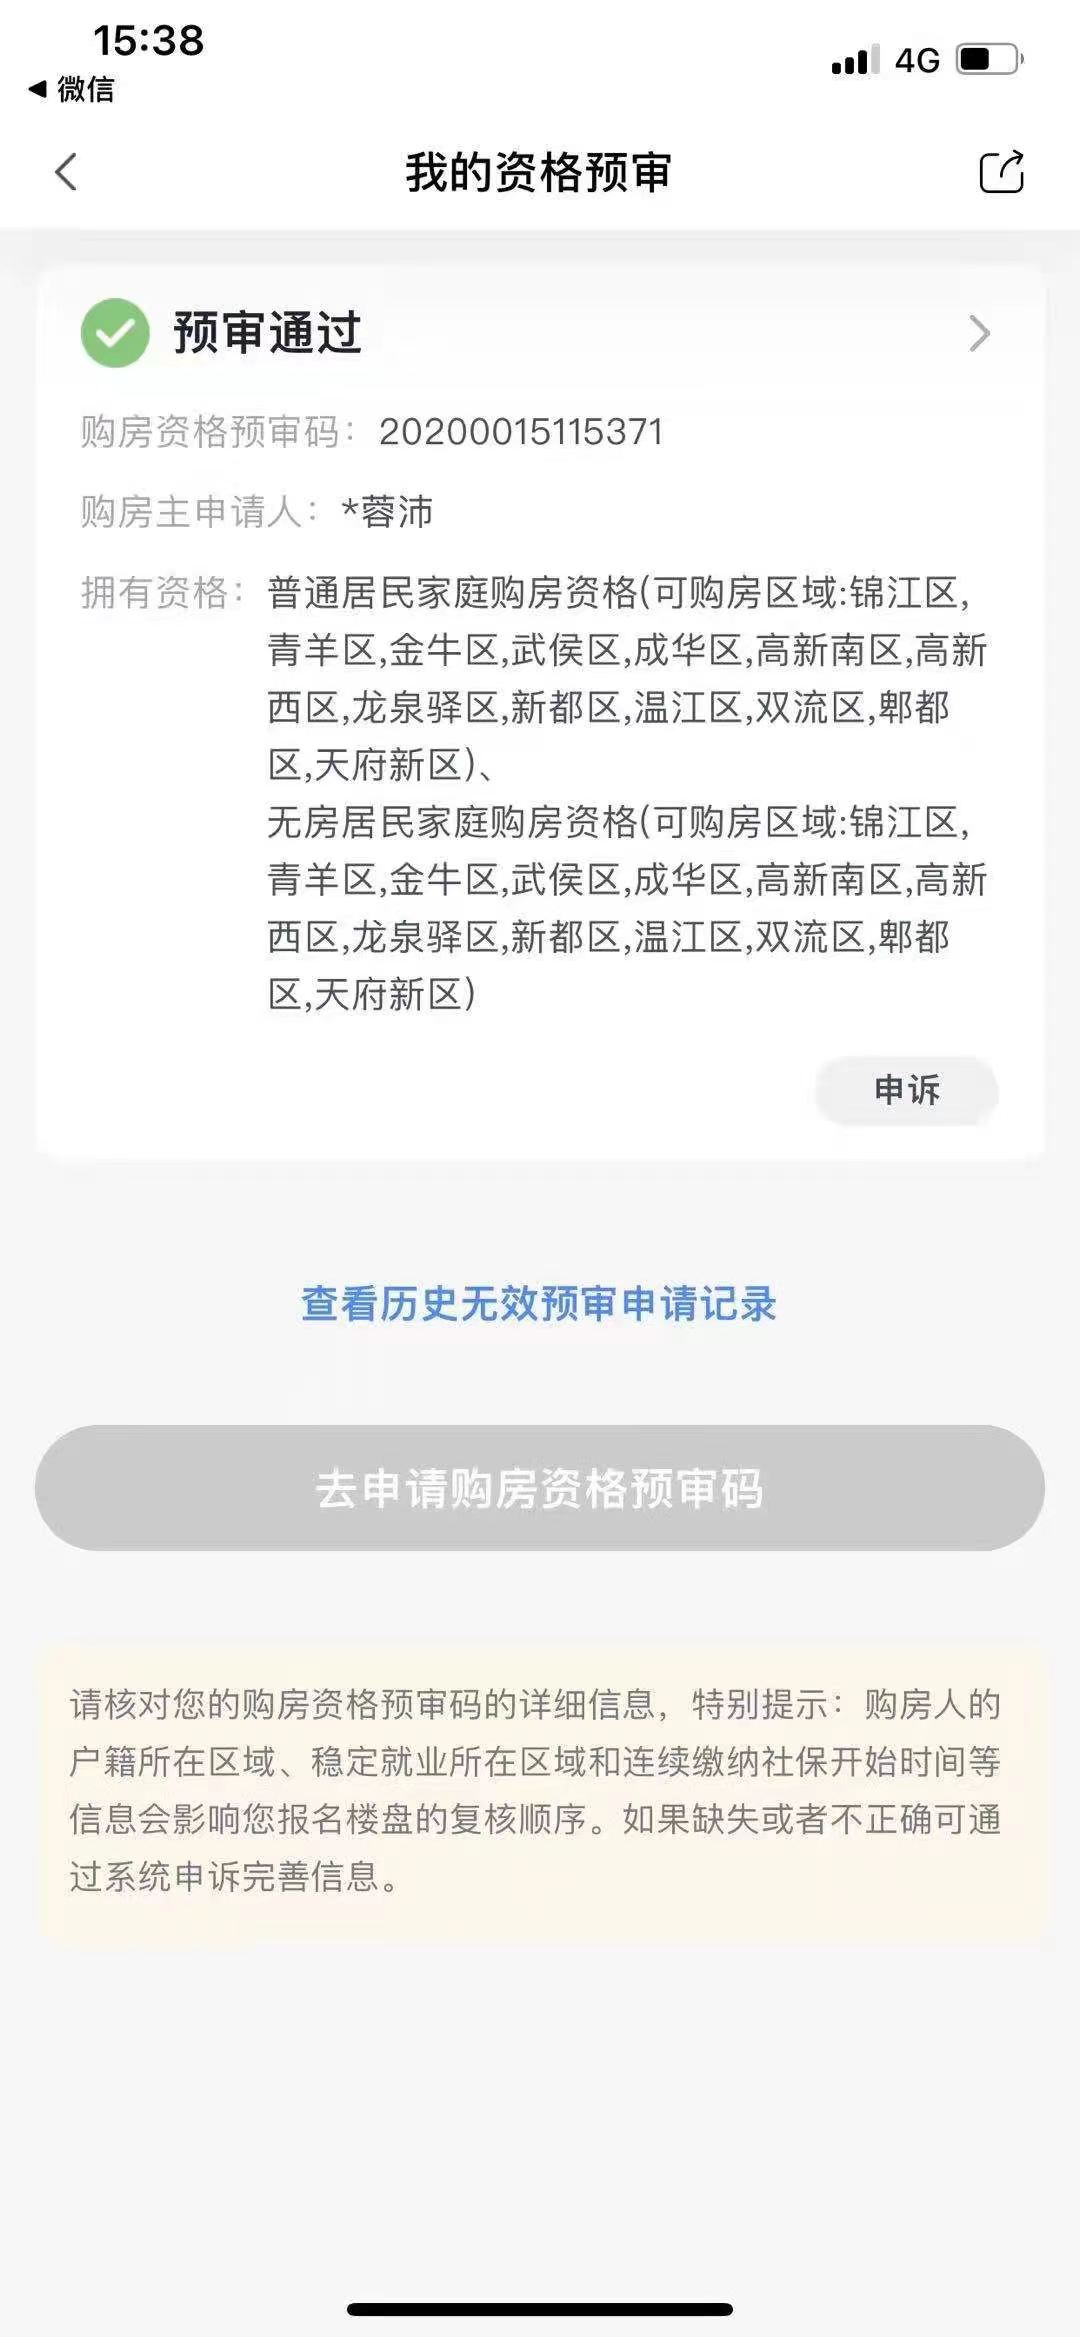 15:38
4G
微信
我的资格预审
预审通过
购房资格预审码：20200015115371
购房主申请人：*蓉沛
拥有资格：普通居民家庭购房资格(可购房区域:锦江区,
青羊区,金牛区,武侯区,成华区,高新南区,高新
西区,龙泉驿区,新都区,温江区,双流区,郫都
区,天府新区)、
无房居民家庭购房资格(可购房区域:锦江区,
青羊区,金牛区,武侯区,成华区,高新南区,高新
西区,龙泉驿区,新都区,温江区,双流区,郫都
区,天府新区)
申诉
查看历史无效预审申请记录
去申请购房资格预审码
请核对您的购房资格预审码的详细信息，特别提示：购房人的
户籍所在区域、稳定就业所在区域和连续缴纳社保开始时间等
信息会影响您报名楼盘的复核顺序。如果缺失或者不正确可通
过系统申诉完善信息。